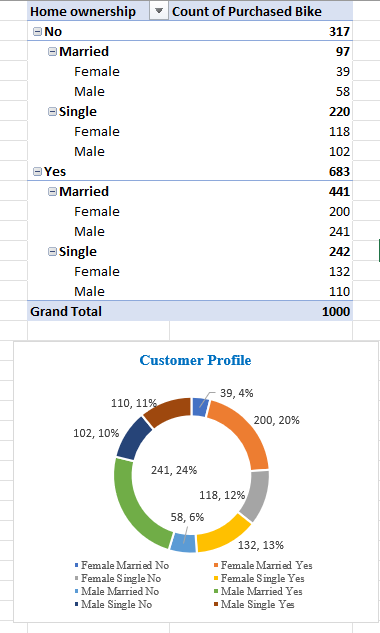 Home ownership Count of Purchased Bike
No 317
Married 97
Female 39
Male 58
Single 220
Female 118
Male 102
Yes 683
Married 441
Female 200
Male 241
Single 242
Female 132
Male 110
Grand Total 1000
Customer Profile
39, 4%
110, 11%
200, 20%
102, 10%
241, 24%
118, 12%
58, 6%
132, 13%
Female Married No Female Married Yes
Female Single No Female Single Yes
Male Married No Male Married Yes
Male Single No Male Single Yes